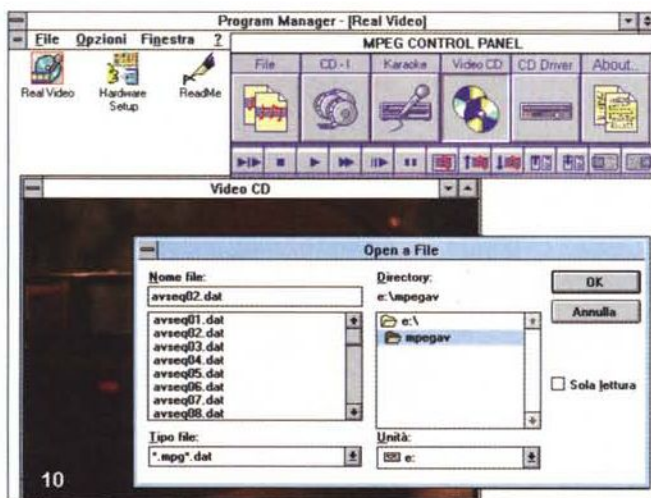 Program Manager - [Real Video]
File Opzioni Finestra ?
Real Video
Hardware Setup
ReadMe
MPEG CONTROL PANEL
File CD-I Karaoke Video CD CD Driver About...
Video CD
Open a File
Nome file:
avseq02.dat
avseq01.dat
avseq02.dat
avseq03.dat
avseq04.dat
avseq05.dat
avseq06.dat
avseq07.dat
avseq08.dat
Tipo file:
*.mpg*.dat
Directory:
e:\mpegav
e:\
mpegav
Unità:
e:
OK
Annulla
Sola lettura
10